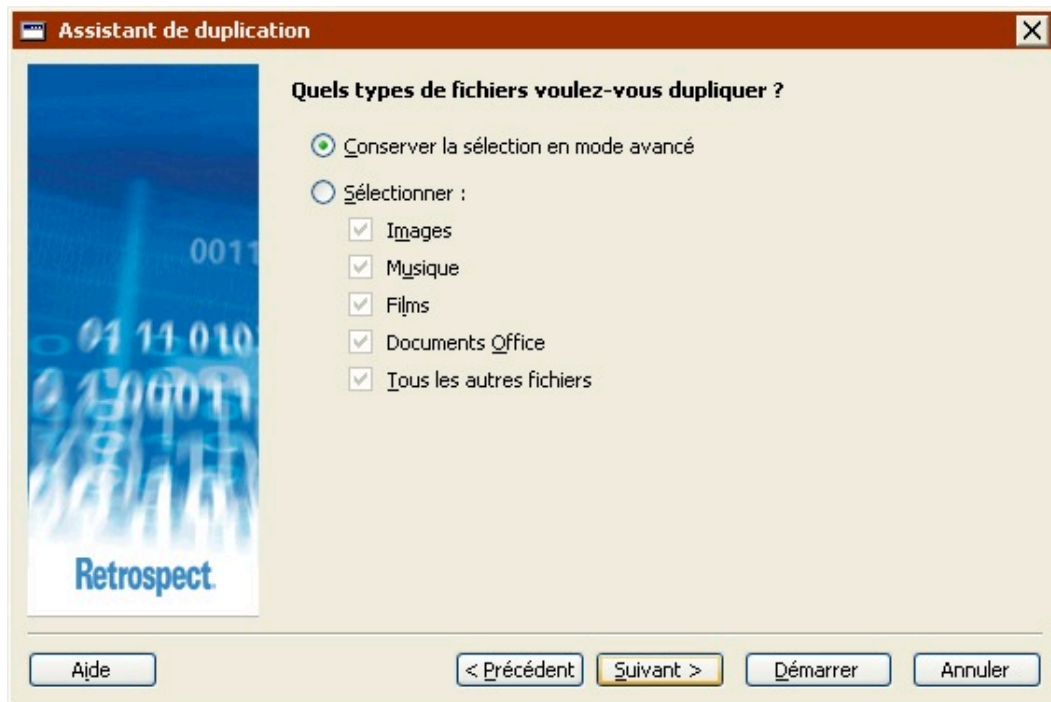 Assistant de duplication
Quels types de fichiers voulez-vous dupliquer ?
Conserver la sélection en mode avancé
Sélectionner :
Images
Musique
Films
Documents Office
Tous les autres fichiers
0011
01 11 010
Retrospect.
Aide
< Précédent
Suivant >
Démarrer
Annuler